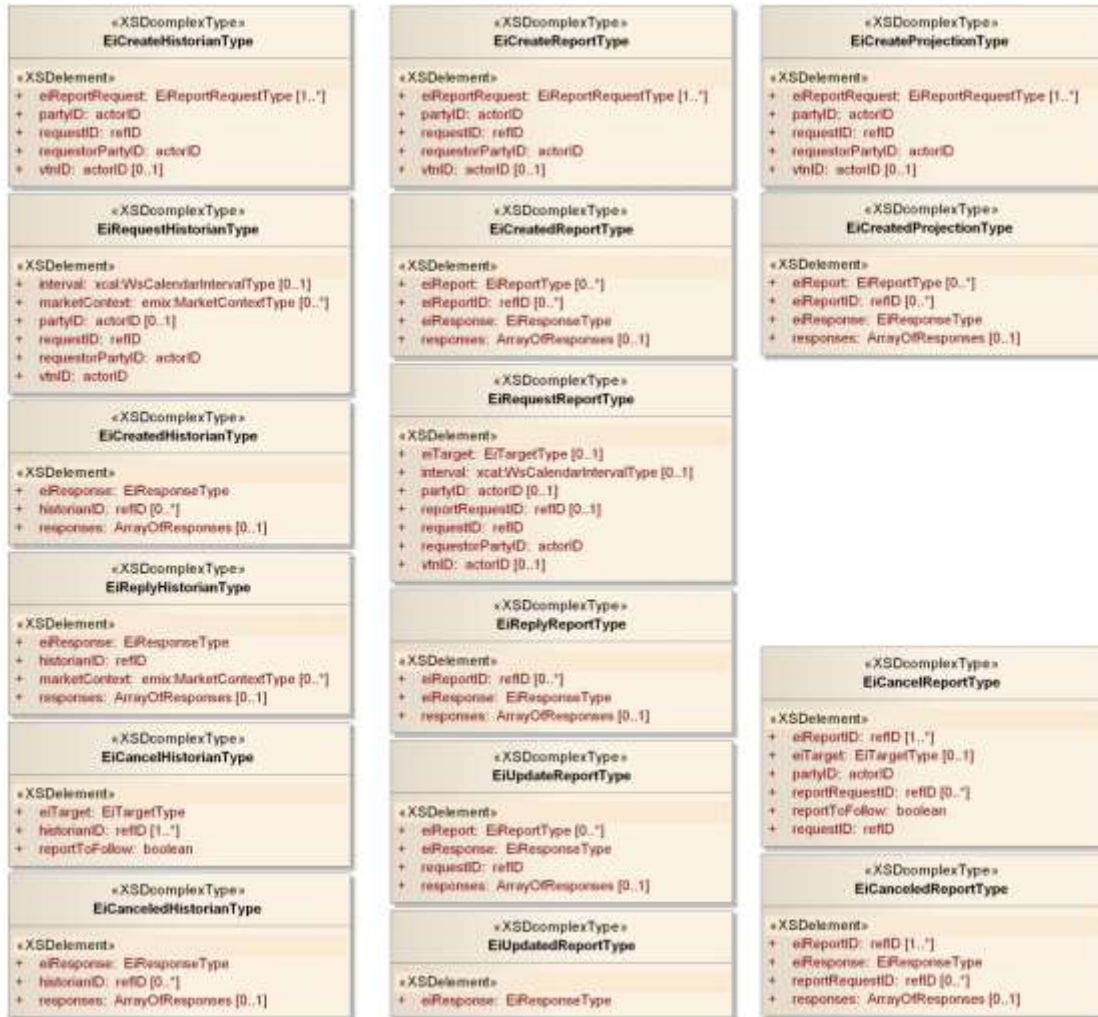 «XSDcomplexType»
EiCreateHistorianType
«XSDelement»
+ eiReportRequest: EiReportRequestType [1..*]
+ partyID: actorID
+ requestID: refID
+ requestorPartyID: actorID
+ vtnID: actorID [0..1]
«XSDcomplexType»
EiRequestHistorianType
«XSDelement»
+ interval: xcal:WsCalendarIntervalType [0..1]
+ marketContext: emix:MarketContextType [0..*]
+ partyID: actorID [0..1]
+ requestID: refID
+ requestorPartyID: actorID
+ vtnID: actorID
«XSDcomplexType»
EiCreatedHistorianType
«XSDelement»
+ eiResponse: EiResponseType
+ historianID: refID [0..*]
+ responses: ArrayOfResponses [0..1]
«XSDcomplexType»
EiReplyHistorianType
«XSDelement»
+ eiResponse: EiResponseType
+ historianID: refID
+ marketContext: emix:MarketContextType [0..*]
+ responses: ArrayOfResponses [0..1]
«XSDcomplexType»
EiCancelHistorianType
«XSDelement»
+ eiTarget: EiTargetType
+ historianID: refID [1..*]
+ reportToFollow: boolean
«XSDcomplexType»
EiCanceledHistorianType
«XSDelement»
+ eiResponse: EiResponseType
+ historianID: refID [0..*]
+ responses: ArrayOfResponses [0..1]
«XSDcomplexType»
EiCreateReportType
«XSDelement»
+ eiReportRequest: EiReportRequestType [1..*]
+ partyID: actorID
+ requestID: refID
+ requestorPartyID: actorID
+ vtnID: actorID [0..1]
«XSDcomplexType»
EiCreatedReportType
«XSDelement»
+ eiReport: EiReportType [0..*]
+ eiReportID: refID [0..*]
+ eiResponse: EiResponseType
+ responses: ArrayOfResponses [0..1]
«XSDcomplexType»
EiRequestReportType
«XSDelement»
+ eiTarget: EiTargetType [0..1]
+ interval: xcal:WsCalendarIntervalType [0..1]
+ partyID: actorID [0..1]
+ reportRequestID: refID [0..1]
+ requestID: refID
+ requestorPartyID: actorID
+ vtnID: actorID [0..1]
«XSDcomplexType»
EiReplyReportType
«XSDelement»
+ eiReportID: refID [0..*]
+ eiResponse: EiResponseType
+ responses: ArrayOfResponses [0..1]
«XSDcomplexType»
EiUpdateReportType
«XSDelement»
+ eiReport: EiReportType [0..*]
+ eiResponse: EiResponseType
+ requestID: refID
+ responses: ArrayOfResponses [0..1]
«XSDcomplexType»
EiUpdatedReportType
«XSDelement»
+ eiResponse: EiResponseType
«XSDcomplexType»
EiCreateProjectionType
«XSDelement»
+ eiReportRequest: EiReportRequestType [1..*]
+ partyID: actorID
+ requestID: refID
+ requestorPartyID: actorID
+ vtnID: actorID [0..1]
«XSDcomplexType»
EiCreatedProjectionType
«XSDelement»
+ eiReport: EiReportType [0..*]
+ eiReportID: refID [0..*]
+ eiResponse: EiResponseType
+ responses: ArrayOfResponses [0..1]
«XSDcomplexType»
EiCancelReportType
«XSDelement»
+ eiReportID: refID [1..*]
+ eiTarget: EiTargetType [0..1]
+ partyID: actorID
+ reportRequestID: refID [0..*]
+ reportToFollow: boolean
+ requestID: refID
«XSDcomplexType»
EiCanceledReportType
«XSDelement»
+ eiReportID: refID [1..*]
+ eiResponse: EiResponseType
+ reportRequestID: refID [0..*]
+ responses: ArrayOfResponses [0..1]